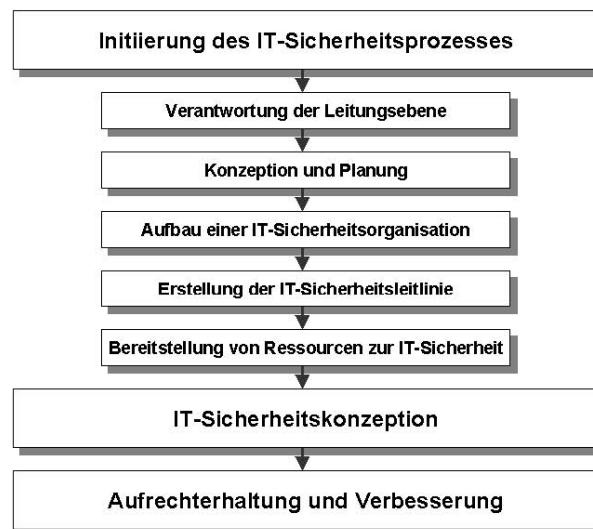 Initiierung des IT-Sicherheitsprozesses
Verantwortung der Leitungsebene
Konzeption und Planung
Aufbau einer IT-Sicherheitsorganisation
Erstellung der IT-Sicherheitsleitlinie
Bereitstellung von Ressourcen zur IT-Sicherheit
IT-Sicherheitskonzeption
Aufrechterhaltung und Verbesserung